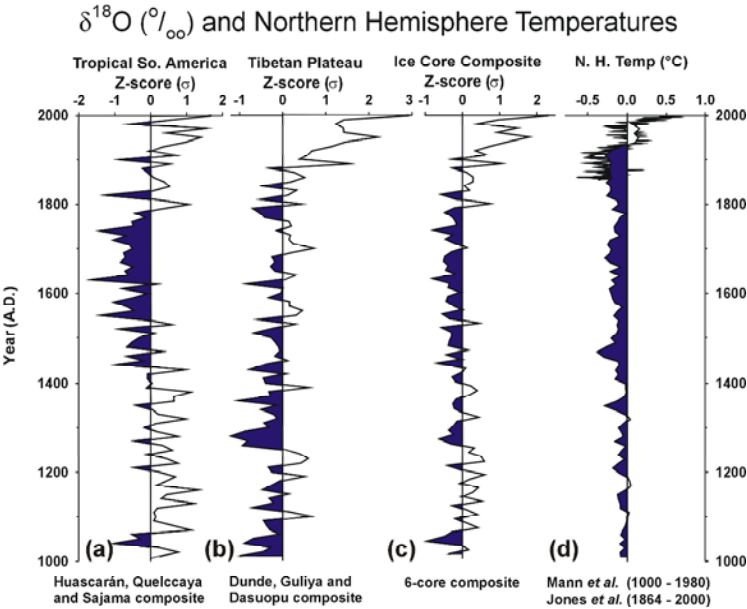 δ¹⁸O (⁰/₀₀) and Northern Hemisphere Temperatures
Tropical So. America Tibetan Plateau Ice Core Composite N. H. Temp (°C)
Z-score (σ) Z-score (σ) Z-score (σ)
-2 -1 0 1 2 -1 0 1 2 3 -1 0 1 2 -0.5 0.0 0.5 1.0
2000 2000
1800 1800
1600 1600
Year (A.D.)
1400 1400
1200 1200
(a) (b) (c) (d)
1000 1000
Huascarán, Quelccaya Dunde, Guliya and 6-core composite Mann et al. (1000 - 1980)
and Sajama composite Dasuopu composite Jones et al. (1864 - 2000)